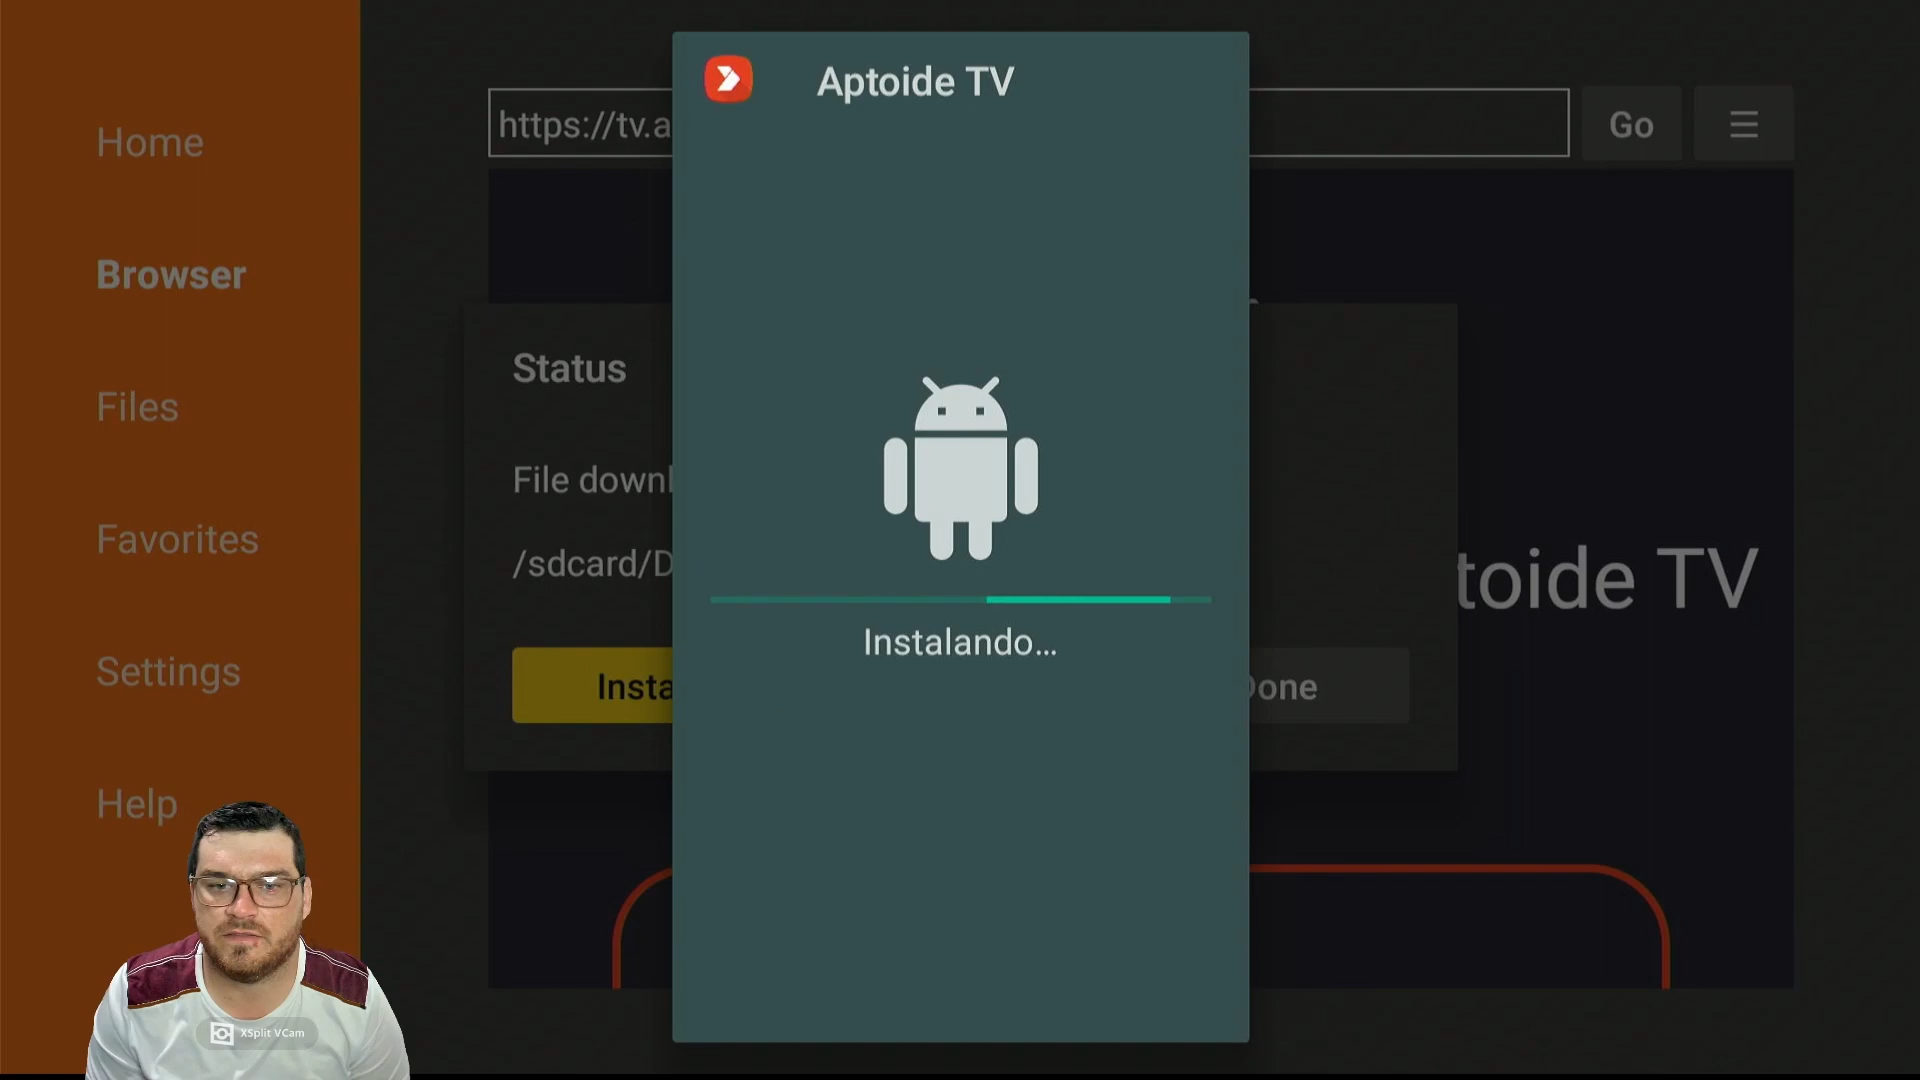 Home
Browser
Files
Favorites
Settings
Help
https://tv.a
Go
Status
File downl
/sdcard/D
Insta
Done
toide TV
Aptoide TV
Instalando...
XSplit VCam